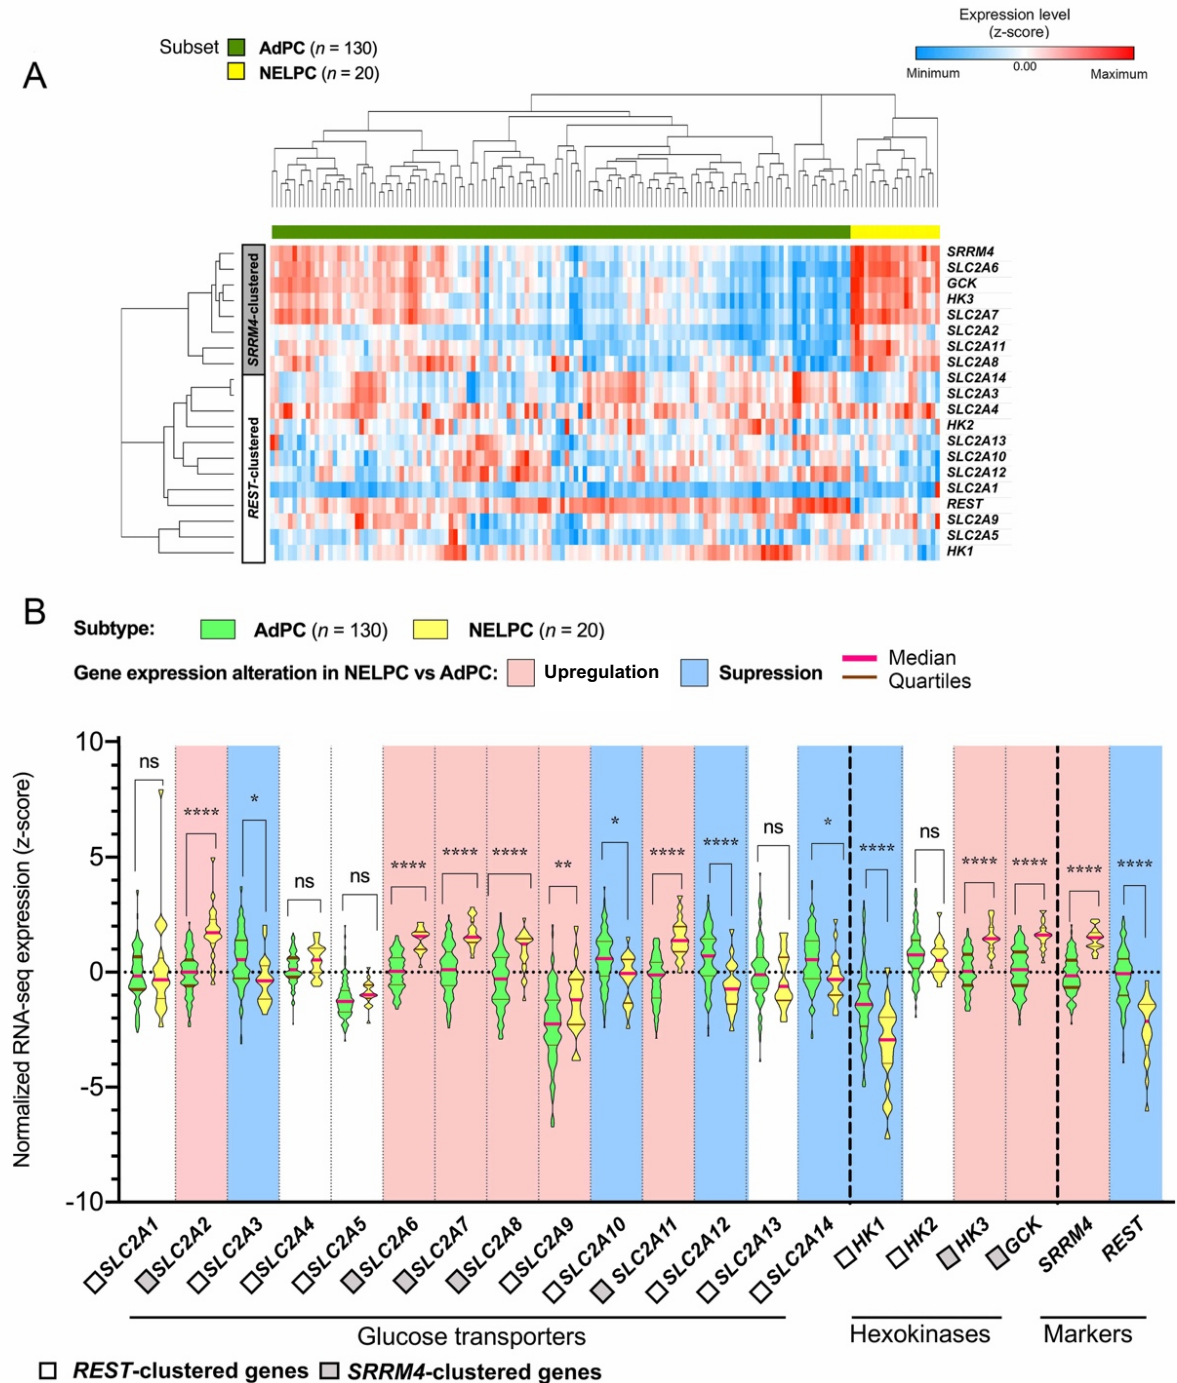 A
Subset AdPC (n = 130)
NELPC (n = 20)
Expression level
(z-score)
Minimum 0.00 Maximum
SRRM4-clustered
REST-clustered
SRRM4
SLC2A6
GCK
HK3
SLC2A7
SLC2A2
SLC2A11
SLC2A8
SLC2A14
SLC2A3
SLC2A4
HK2
SLC2A13
SLC2A10
SLC2A12
SLC2A1
REST
SLC2A9
SLC2A5
HK1
B
Subtype: AdPC (n = 130) NELPC (n = 20)
Gene expression alteration in NELPC vs AdPC: Upregulation Supression
Median
Quartiles
Normalized RNA-seq expression (z-score)
10
5
0
-5
-10
ns **** * ns ns **** **** **** ** * **** **** ns * **** ns **** **** **** ****
SLC2A1 SLC2A2 SLC2A3 SLC2A4 SLC2A5 SLC2A6 SLC2A7 SLC2A8 SLC2A9 SLC2A10 SLC2A11 SLC2A12 SLC2A13 SLC2A14 HK1 HK2 HK3 GCK SRRM4 REST
Glucose transporters Hexokinases Markers
REST-clustered genes SRRM4-clustered genes